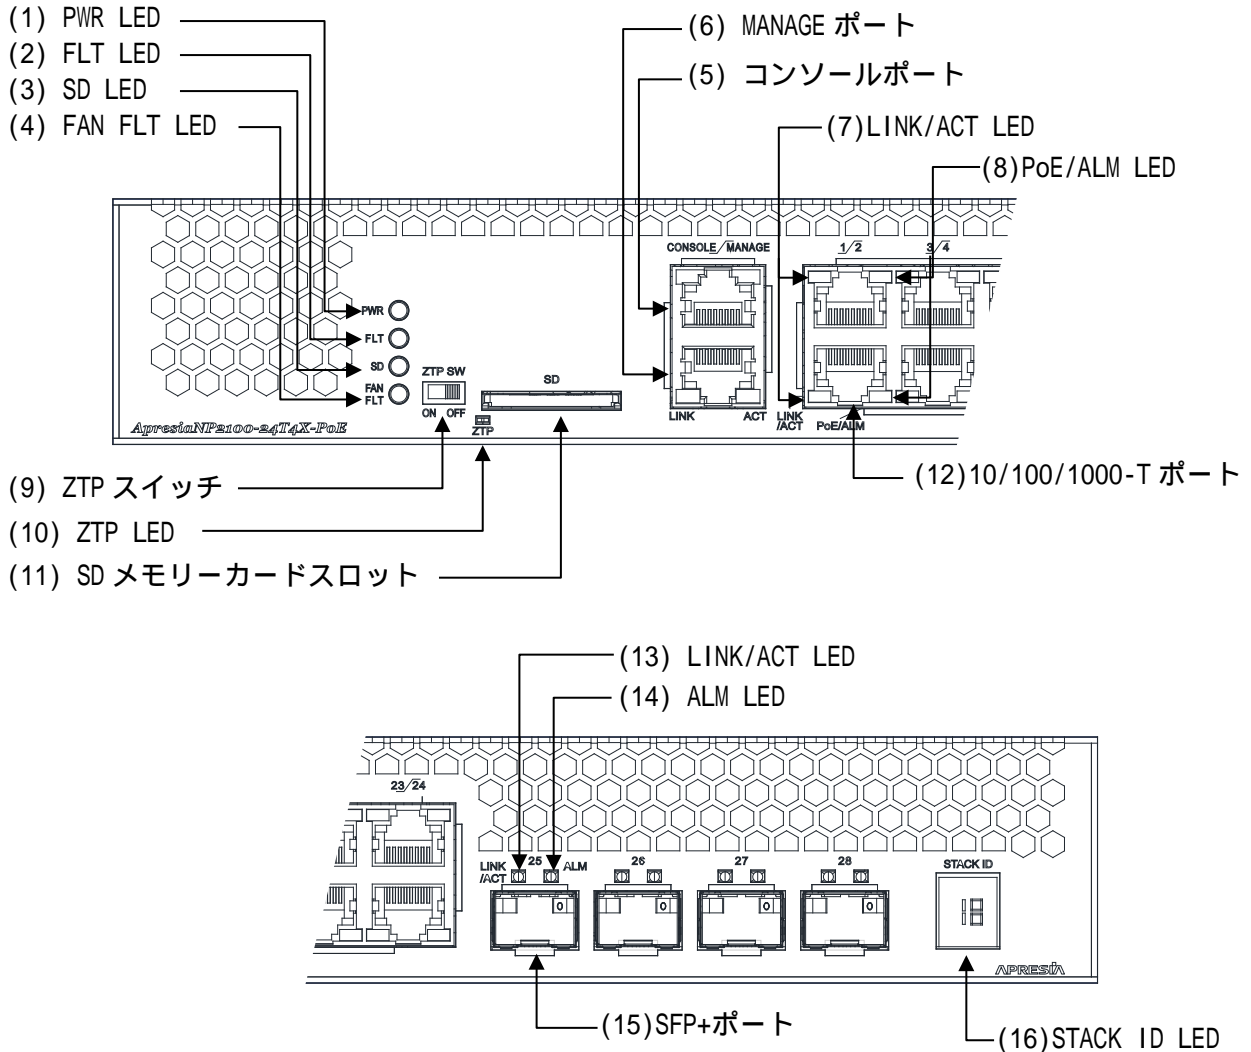 (1) PWR LED
(2) FLT LED
(3) SD LED
(4) FAN FLT LED
(6) MANAGE ポート
(5) コンソールポート
(7)LINK/ACT LED
(8)PoE/ALM LED
CONSOLE/MANAGE
1/2
3/4
PWR
FLT
SD
FAN
FLT
ZTP SW
ON OFF
ZTP
SD
LINK
ACT
LINK
/ACT
PoE/ALM
ApresiaNP2100-24T4X-PoE
(9) ZTP スイッチ
(10) ZTP LED
(11) SD メモリーカードスロット
(12)10/100/1000-T ポート
(13) LINK/ACT LED
(14) ALM LED
23/24
LINK
/ACT
25
ALM
26
27
28
STACK ID
APRESIA
(15)SFP+ポート
(16)STACK ID LED